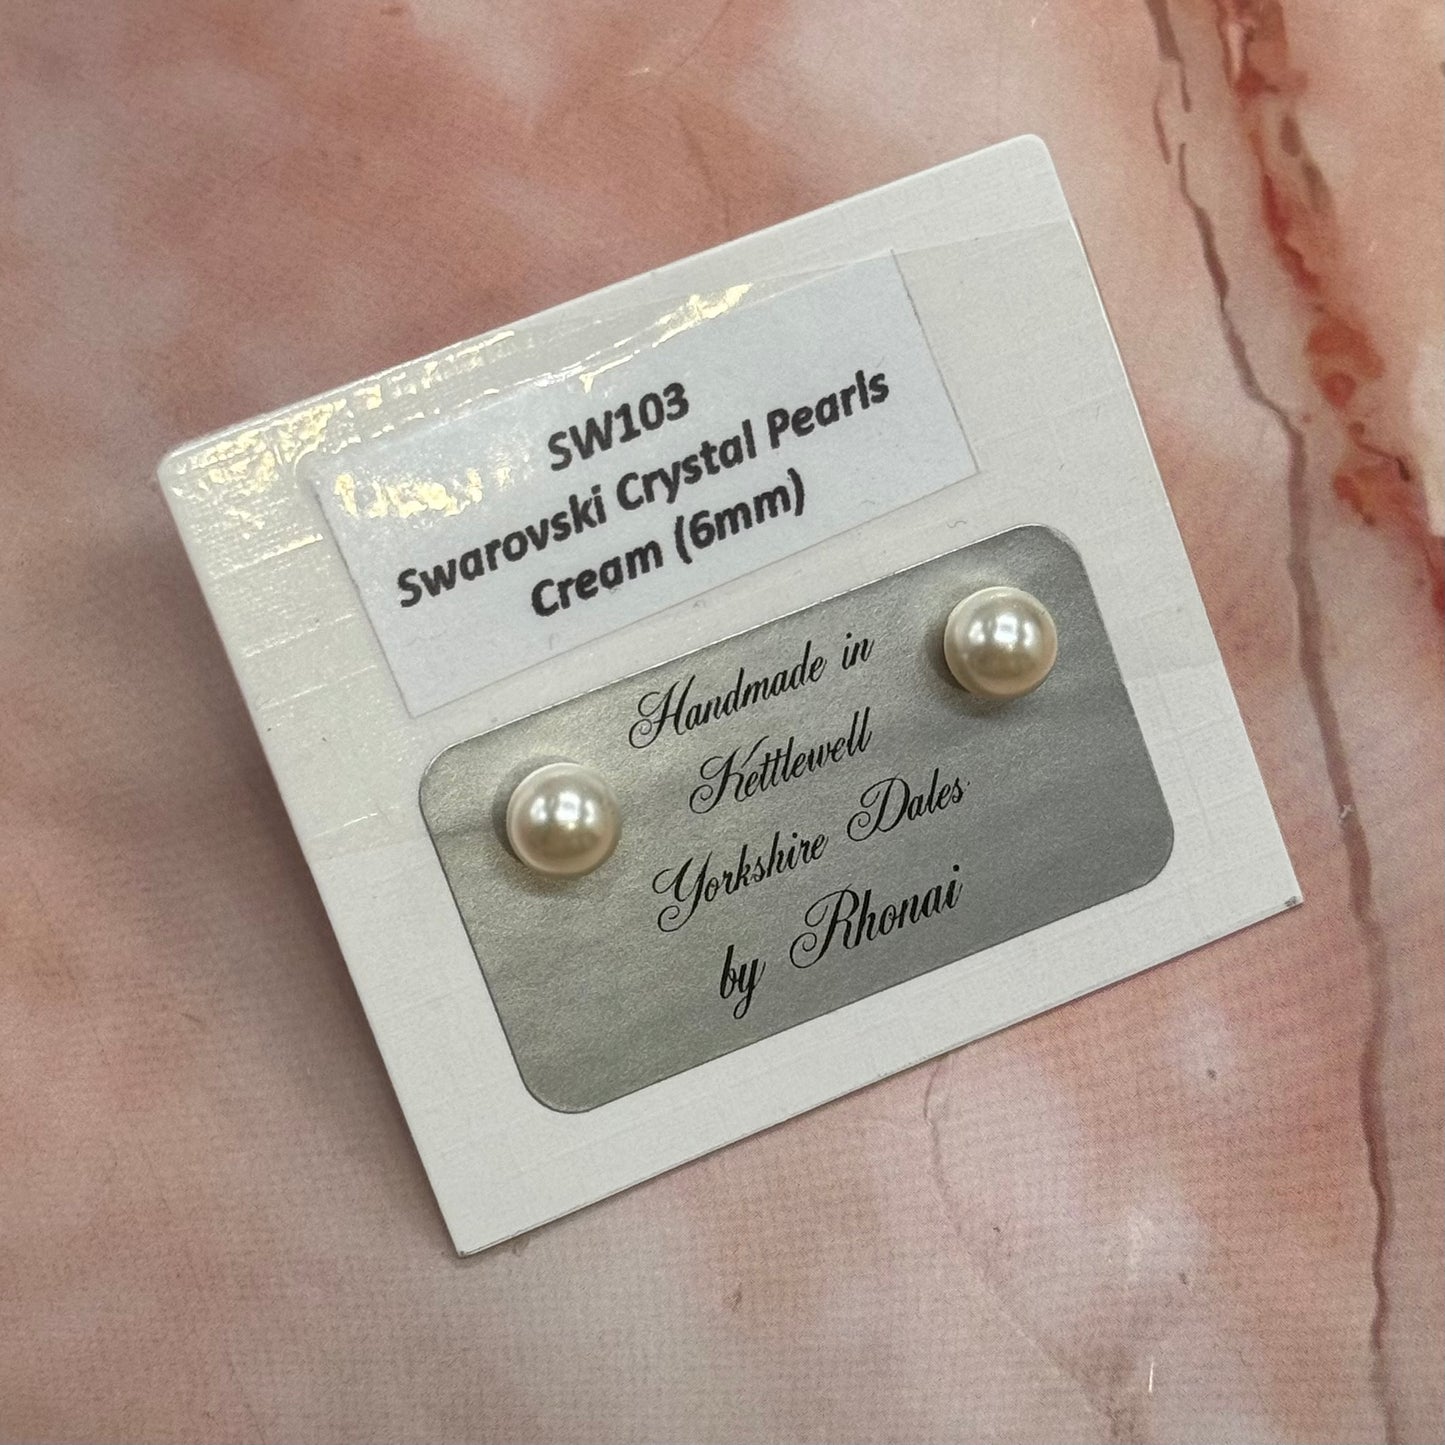 SW103
Swarovski Crystal Pearls
Cream (6mm)
Handmade in
Kettlewell
Yorkshire Dales
by Rhonai